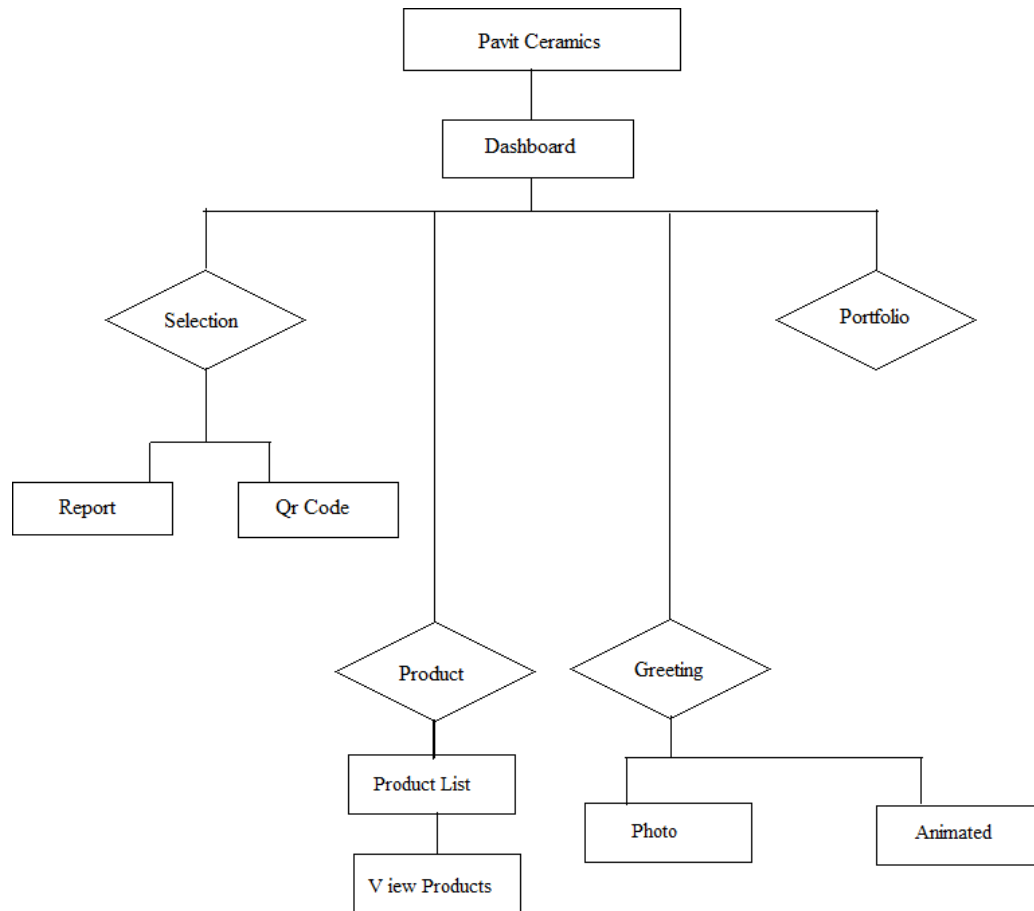 Pavit Ceramics
Dashboard
Selection
Portfolio
Report
Qr Code
Product
Greeting
Product List
Photo
Animated
V iew Products